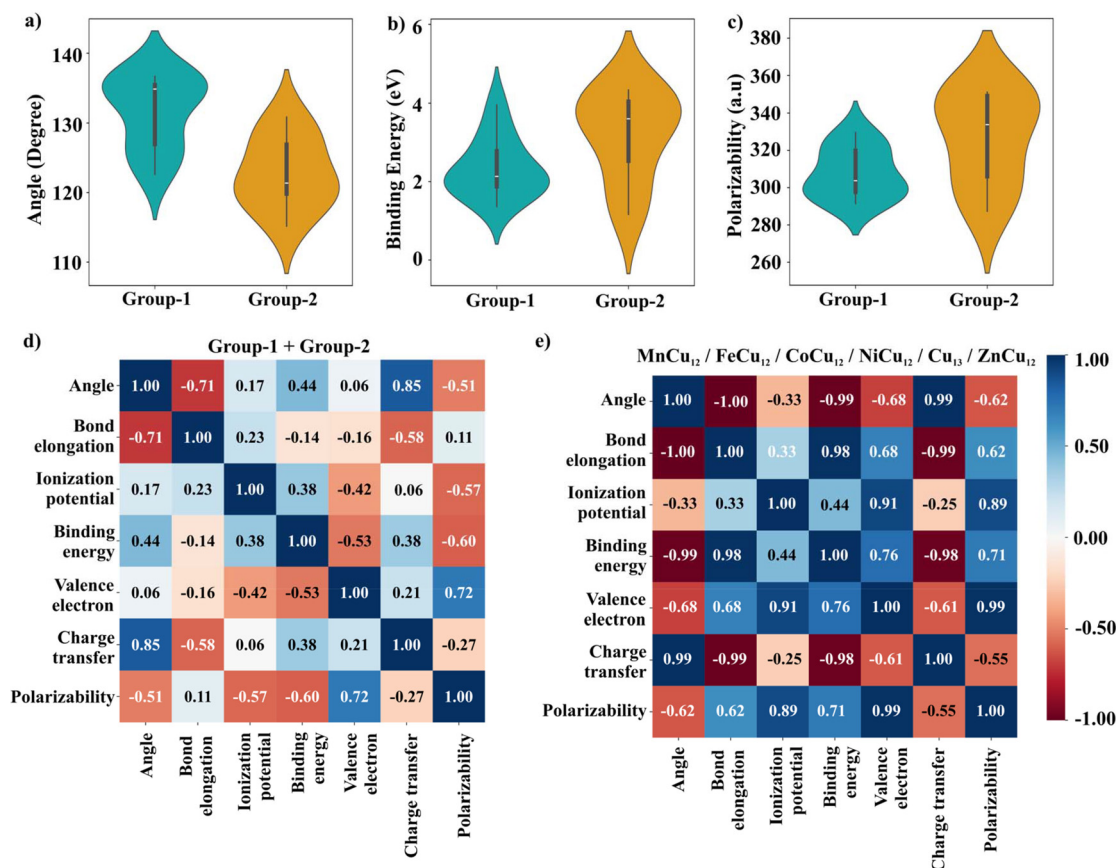 a)
140
130
120
110
Angle (Degree)
Group-1 Group-2
b)
6
4
2
0
Binding Energy (eV)
Group-1 Group-2
c)
380
360
340
320
300
280
260
Polarizability (a.u)
Group-1 Group-2
d)
Group-1 + Group-2
Angle 1.00 -0.71 0.17 0.44 0.06 0.85 -0.51
Bond
elongation -0.71 1.00 0.23 -0.14 -0.16 -0.58 0.11
Ionization
potential 0.17 0.23 1.00 0.38 -0.42 0.06 -0.57
Binding
energy 0.44 -0.14 0.38 1.00 -0.53 0.38 -0.60
Valence
electron 0.06 -0.16 -0.42 -0.53 1.00 0.21 0.72
Charge
transfer 0.85 -0.58 0.06 0.38 0.21 1.00 -0.27
Polarizability -0.51 0.11 -0.57 -0.60 0.72 -0.27 1.00
Angle
Bond
elongation
Ionization
potential
Binding
energy
Valence
electron
Charge transfer
Polarizability
e)
MnCu₁₂ / FeCu₁₂ / CoCu₁₂ / NiCu₁₂ / Cu₁₃ / ZnCu₁₂
Angle 1.00 -1.00 -0.33 -0.99 -0.68 0.99 -0.62
Bond
elongation -1.00 1.00 0.33 0.98 0.68 -0.99 0.62
Ionization
potential -0.33 0.33 1.00 0.44 0.91 -0.25 0.89
Binding
energy -0.99 0.98 0.44 1.00 0.76 -0.98 0.71
Valence
electron -0.68 0.68 0.91 0.76 1.00 -0.61 0.99
Charge
transfer 0.99 -0.99 -0.25 -0.98 -0.61 1.00 -0.55
Polarizability -0.62 0.62 0.89 0.71 0.99 -0.55 1.00
Angle
Bond
elongation
Ionization
potential
Binding
energy
Valence
electron
Charge transfer
Polarizability
1.00
0.50
0.00
-0.50
-1.00